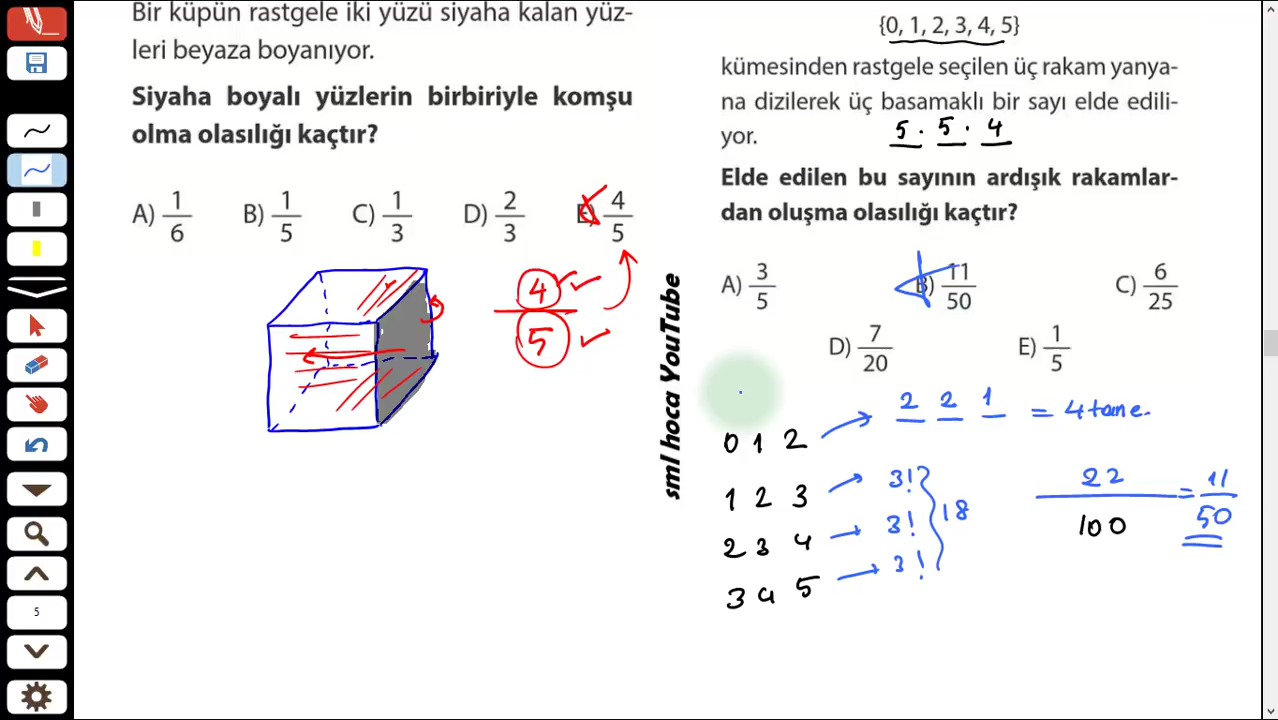 Bir küpün rastgele iki yüzü siyaha kalan yüz-
leri beyaza boyanıyor.
Siyaha boyalı yüzlerin birbiriyle komşu
olma olasılığı kaçtır?
A) 1/6 B) 1/5 C) 1/3 D) 2/3 E) 4/5
4/5
sml hoca YouTube
{0, 1, 2, 3, 4, 5}
kümesinden rastgele seçilen üç rakam yanya-
na dizilerek üç basamaklı bir sayı elde edili-
yor.
5 . 5 . 4
Elde edilen bu sayının ardışık rakamlar-
dan oluşma olasılığı kaçtır?
A) 3/5 B) 11/50 C) 6/25
D) 7/20 E) 1/5
0 1 2 → 2 2 1 = 4 tane.
1 2 3 → 3!
2 3 4 → 3! } 18
3 4 5 → 3!
22/100 = 11/50
5